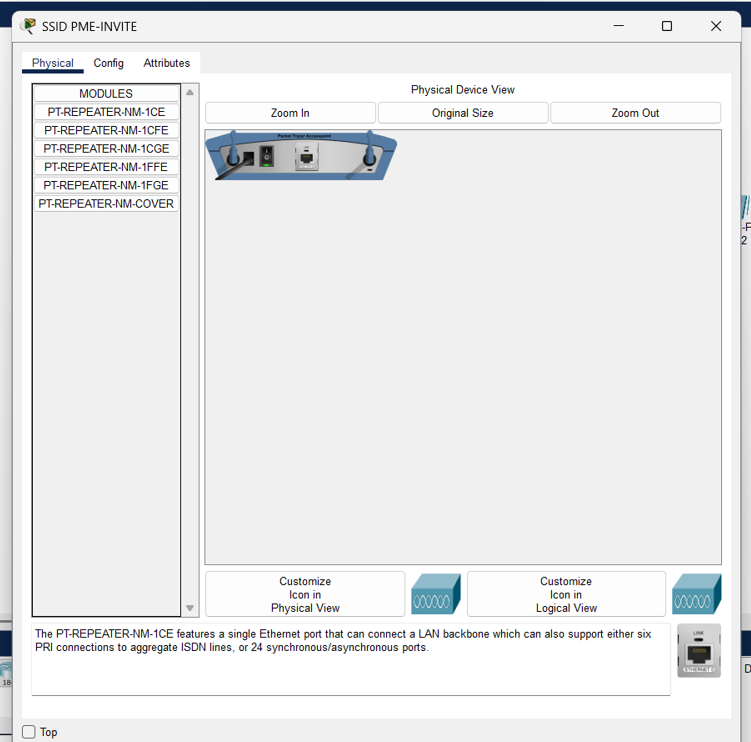 SSID PME-INVITE
Physical
Config
Attributes
MODULES
PT-REPEATER-NM-1CE
PT-REPEATER-NM-1CFE
PT-REPEATER-NM-1CGE
PT-REPEATER-NM-1FFE
PT-REPEATER-NM-1FGE
PT-REPEATER-NM-COVER
Physical Device View
Zoom In
Original Size
Zoom Out
Packet Tracer Accesspoint
Customize
Icon in
Physical View
Customize
Icon in
Logical View
The PT-REPEATER-NM-1CE features a single Ethernet port that can connect a LAN backbone which can also support either six
PRI connections to aggregate ISDN lines, or 24 synchronous/asynchronous ports.
LINK
Top
-F
2
18
D